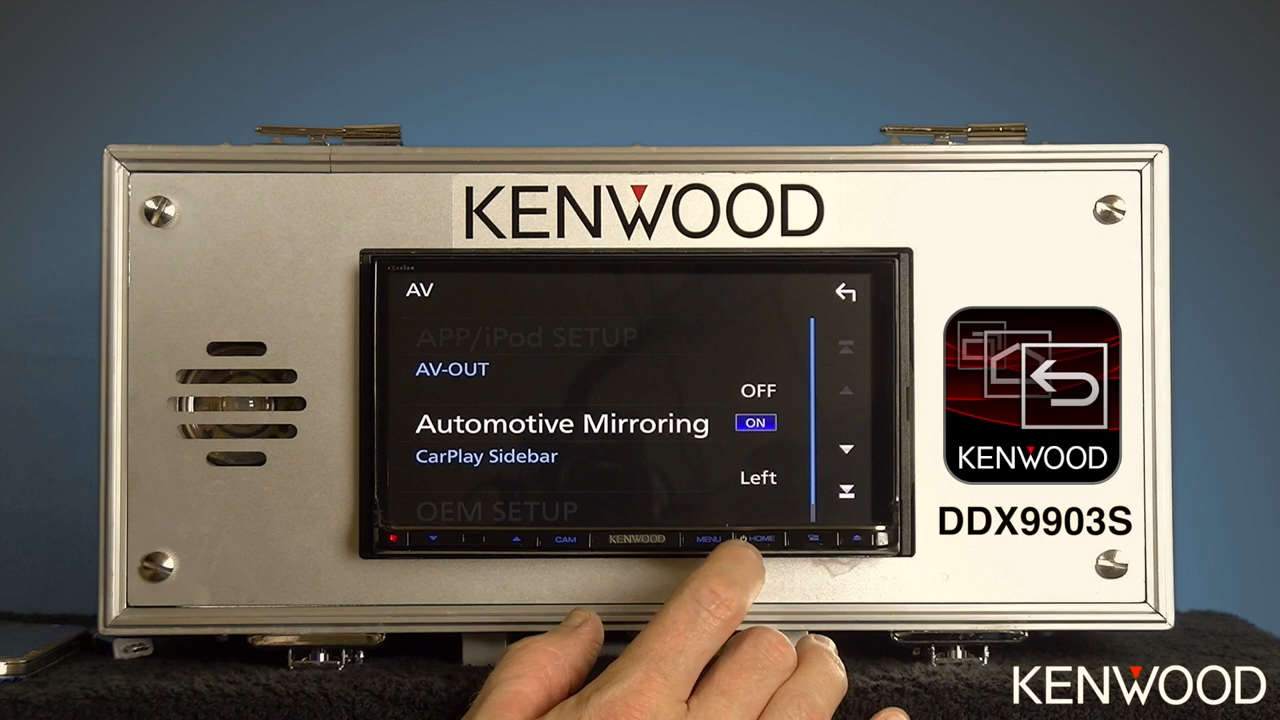 KENWOOD
eXcelon
AV
APP/iPod SETUP
AV-OUT
OFF
Automotive Mirroring
ON
CarPlay Sidebar
Left
OEM SETUP
CAM
KENWOOD
MENU
HOME
KENWOOD
DDX9903S
KENWOOD